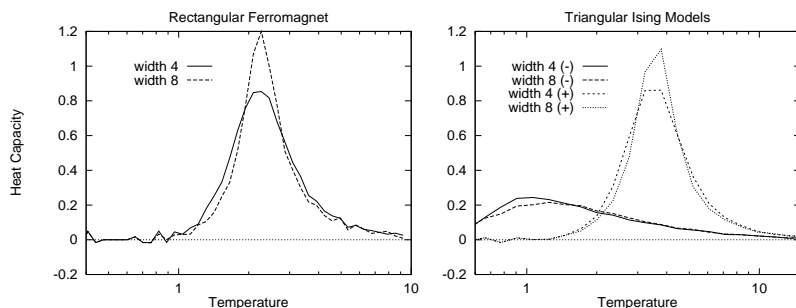 Rectangular Ferromagnet
Heat Capacity
1.2
1
0.8
0.6
0.4
0.2
0
-0.2
width 4
width 8
1
10
Temperature
Triangular Ising Models
1.2
1
0.8
0.6
0.4
0.2
0
-0.2
width 4 (-)
width 8 (-)
width 4 (+)
width 8 (+)
1
10
Temperature